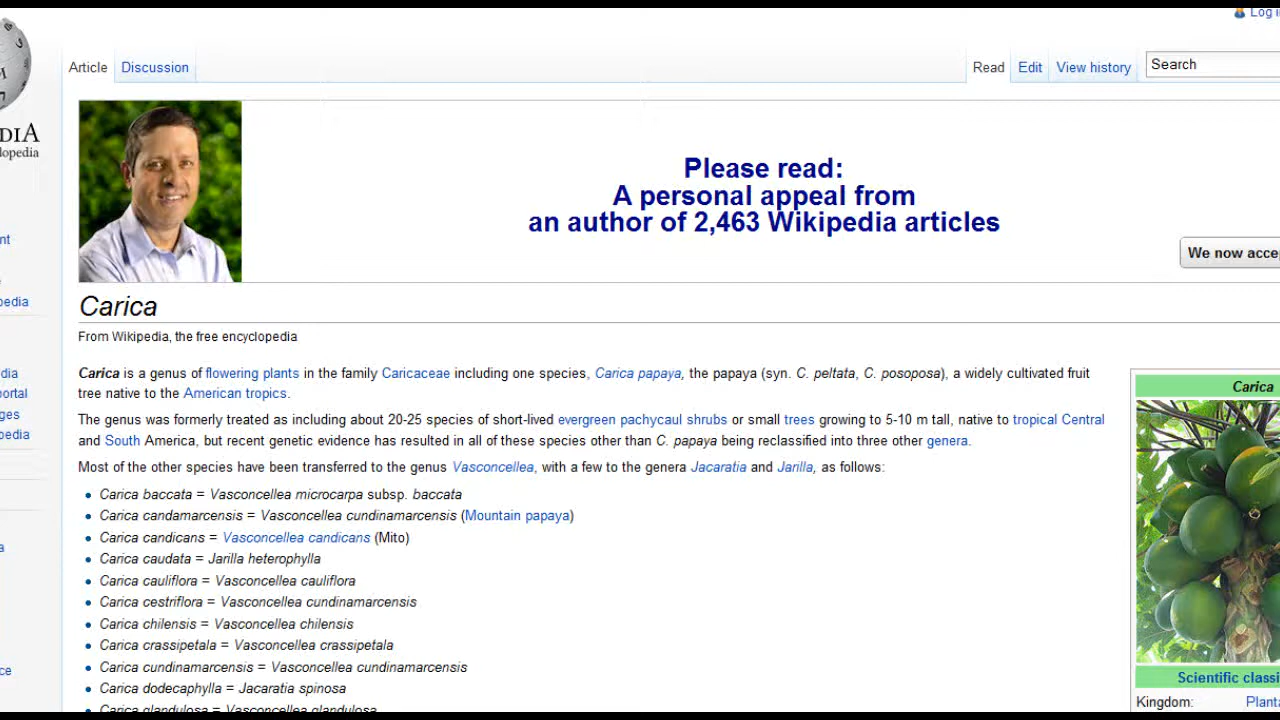 Log i
Article Discussion Read Edit View history Search
DIA
lopedia
Please read:
A personal appeal from
an author of 2,463 Wikipedia articles
nt
We now acce
pedia
Carica
From Wikipedia, the free encyclopedia
dia
Carica is a genus of flowering plants in the family Caricaceae including one species, Carica papaya, the papaya (syn. C. peltata, C. posoposa), a widely cultivated fruit
tree native to the American tropics.
portal
ges
pedia
The genus was formerly treated as including about 20-25 species of short-lived evergreen pachycaul shrubs or small trees growing to 5-10 m tall, native to tropical Central
and South America, but recent genetic evidence has resulted in all of these species other than C. papaya being reclassified into three other genera.
Most of the other species have been transferred to the genus Vasconcellea, with a few to the genera Jacaratia and Jarilla, as follows:
Carica baccata = Vasconcellea microcarpa subsp. baccata
Carica candamarcensis = Vasconcellea cundinamarcensis (Mountain papaya)
Carica candicans = Vasconcellea candicans (Mito)
Carica caudata = Jarilla heterophylla
Carica cauliflora = Vasconcellea cauliflora
Carica cestriflora = Vasconcellea cundinamarcensis
Carica chilensis = Vasconcellea chilensis
Carica crassipetala = Vasconcellea crassipetala
Carica cundinamarcensis = Vasconcellea cundinamarcensis
Carica dodecaphylla = Jacaratia spinosa
Carica glandulosa = Vasconcellea glandulosa
ce
Carica
Scientific classi
Kingdom: Planta